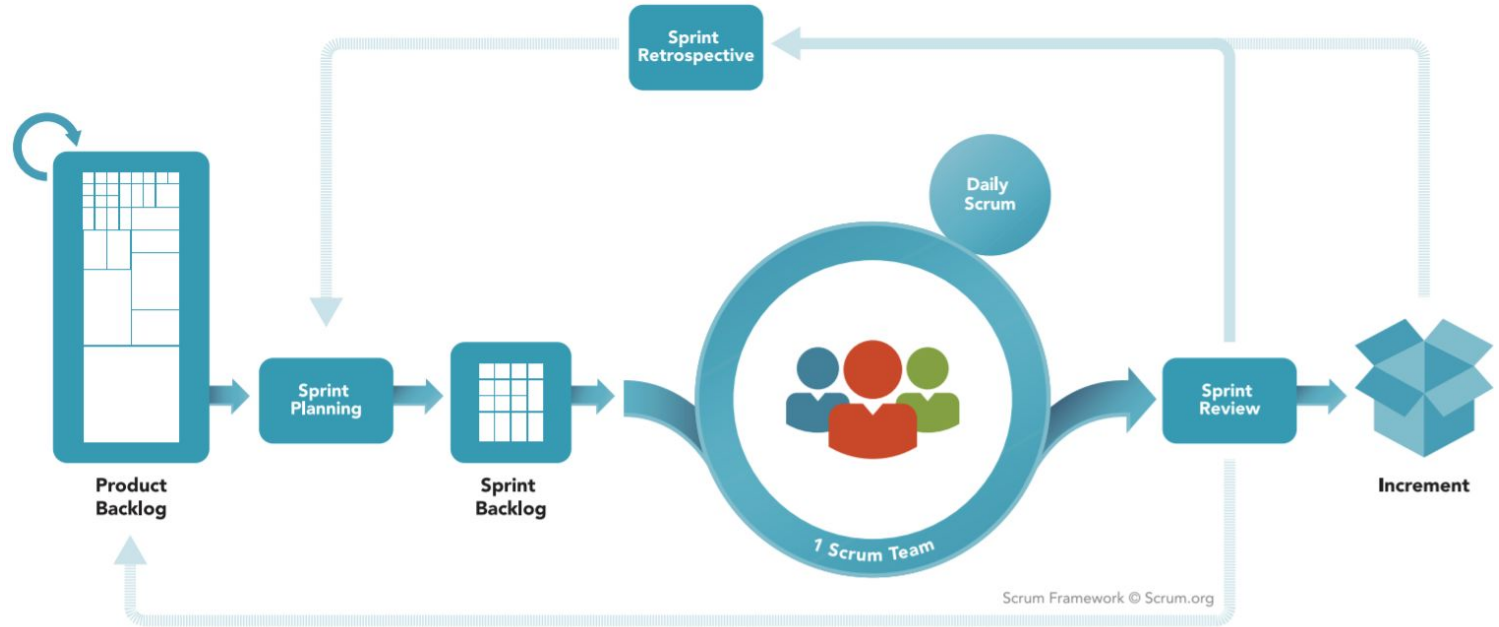 Sprint
Retrospective
Daily
Scrum
Sprint
Planning
Sprint
Review
Product
Backlog
Sprint
Backlog
Increment
1 Scrum Team
Scrum Framework © Scrum.org